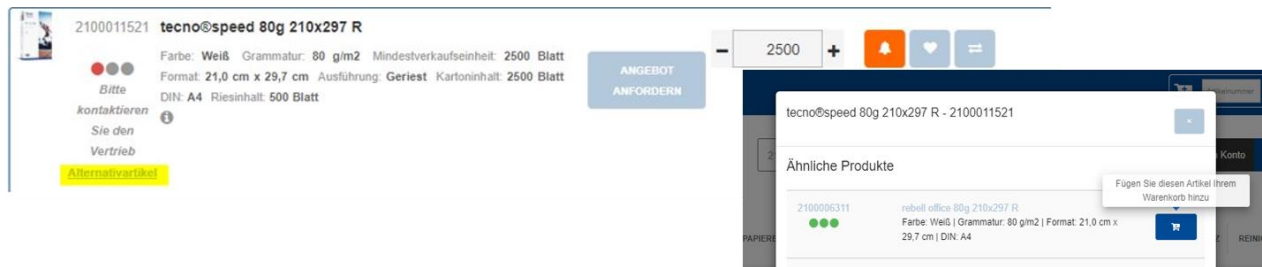 2100011521 tecno®speed 80g 210x297 R
Farbe: Weiß Grammatur: 80 g/m2 Mindestverkaufseinheit: 2500 Blatt
Format: 21,0 cm x 29,7 cm Ausführung: Geriest Kartoninhalt: 2500 Blatt
DIN: A4 Riesinhalt: 500 Blatt
Bitte
kontaktieren
Sie den
Vertrieb
Alternativartikel
ANGEBOT
ANFORDERN
− 2500 +
Artikelnummer
tecno®speed 80g 210x297 R - 2100011521
×
Konto
Ähnliche Produkte
Fügen Sie diesen Artikel Ihrem
Warenkorb hinzu
2100006311 rebell office 80g 210x297 R
Farbe: Weiß | Grammatur: 80 g/m2 | Format: 21,0 cm x
29,7 cm | DIN: A4